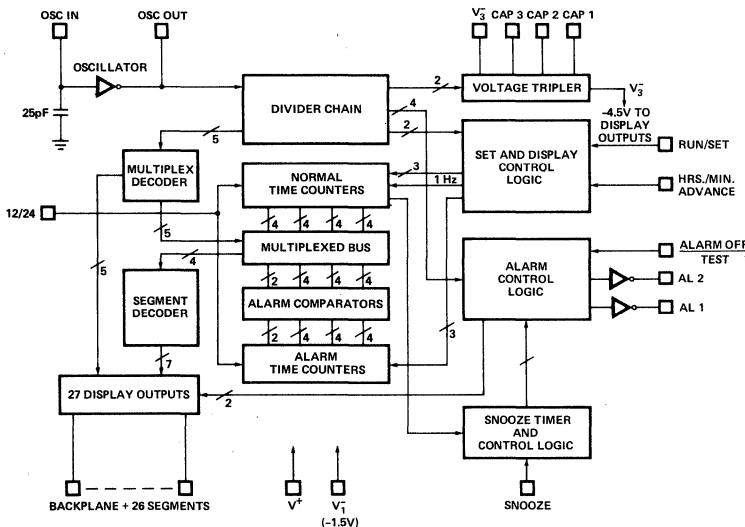 OSC IN
OSC OUT
V3⁻ CAP 3 CAP 2 CAP 1
OSCILLATOR
25pF
DIVIDER CHAIN
2
4
2
5
VOLTAGE TRIPLER
V3⁻
-4.5V TO
DISPLAY
OUTPUTS
MULTIPLEX
DECODER
NORMAL
TIME COUNTERS
3
1 Hz
SET AND DISPLAY
CONTROL
LOGIC
RUN/SET
HRS./MIN.
ADVANCE
12/24
4 4 4 4
5
5
MULTIPLEXED BUS
4
2 4 4 4
SEGMENT
DECODER
ALARM COMPARATORS
2 4 4 4
ALARM
TIME COUNTERS
3
ALARM
CONTROL
LOGIC
ALARM OFF
TEST
AL 2
AL 1
7
27 DISPLAY OUTPUTS
2
SNOOZE TIMER
AND
CONTROL LOGIC
BACKPLANE + 26 SEGMENTS
V⁺
V1⁻
(-1.5V)
SNOOZE